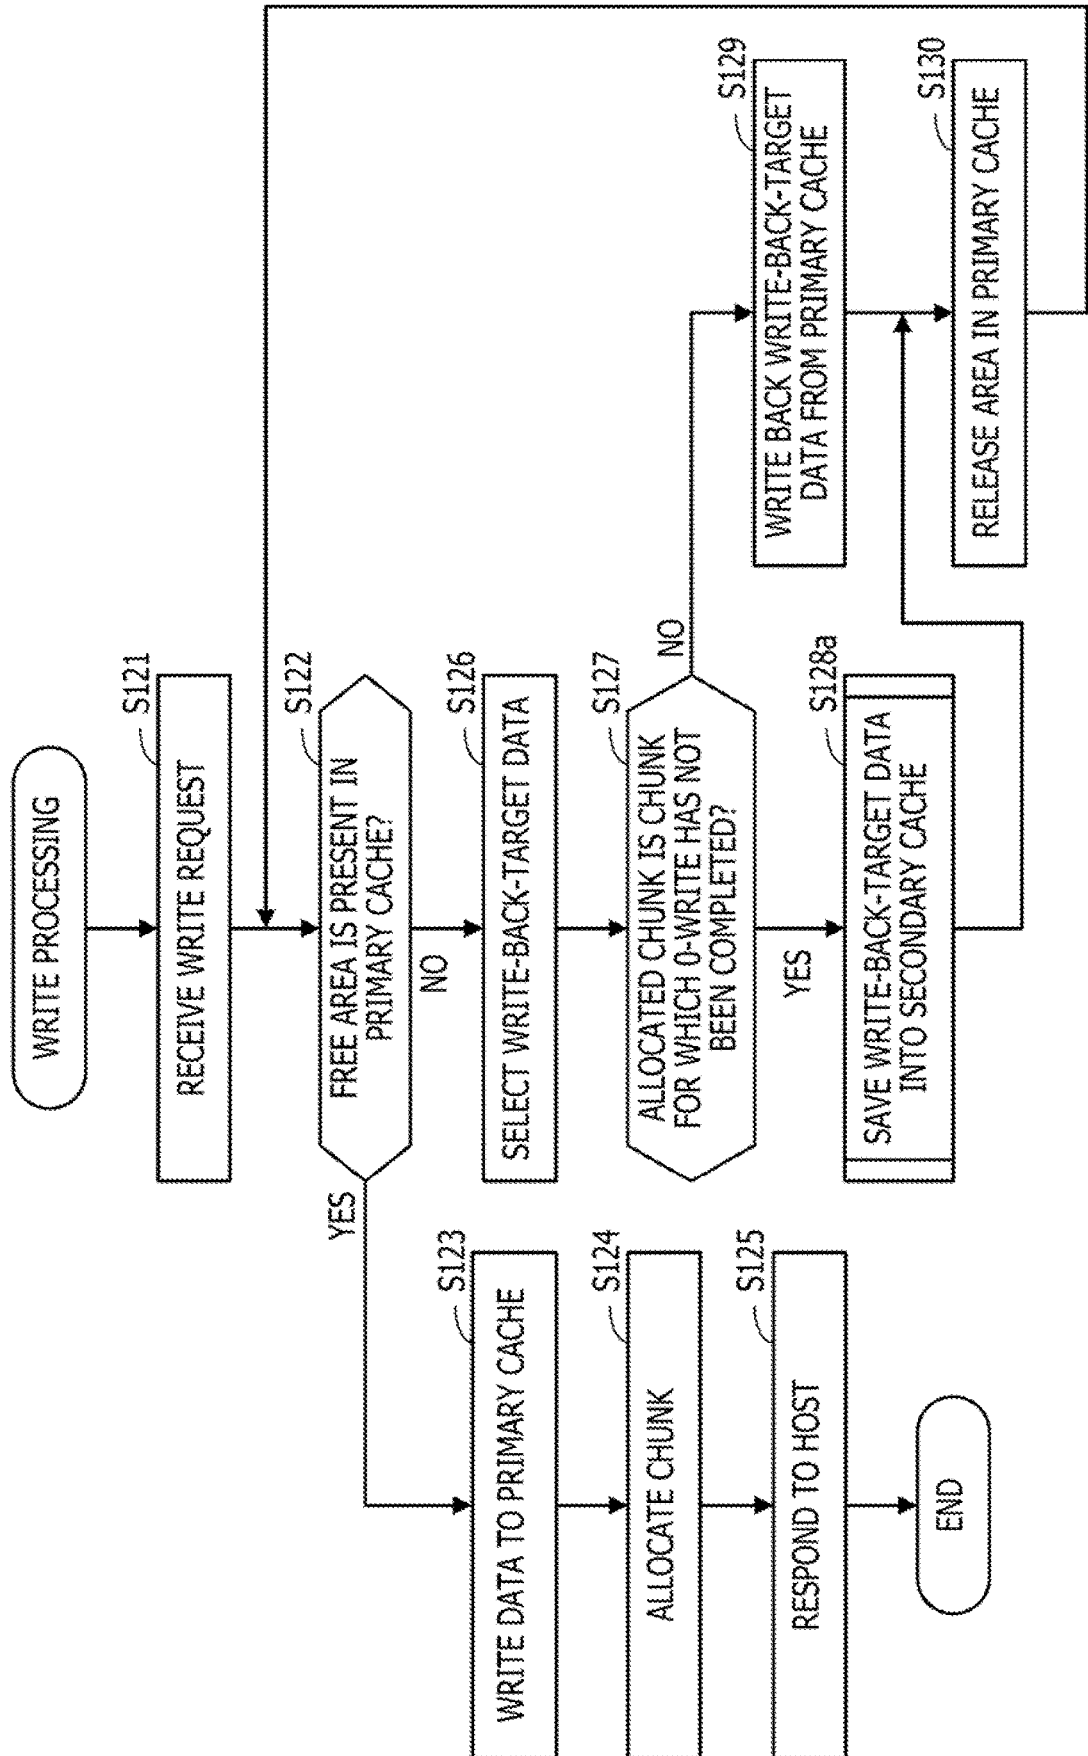 WRITE PROCESSING
S121
RECEIVE WRITE REQUEST
S122
FREE AREA IS PRESENT IN
PRIMARY CACHE?
YES
NO
S123
WRITE DATA TO PRIMARY CACHE
S124
ALLOCATE CHUNK
S125
RESPOND TO HOST
END
S126
SELECT WRITE-BACK-TARGET DATA
S127
ALLOCATED CHUNK IS CHUNK
FOR WHICH 0-WRITE HAS NOT
BEEN COMPLETED?
NO
YES
S128a
SAVE WRITE-BACK-TARGET DATA
INTO SECONDARY CACHE
S129
WRITE BACK WRITE-BACK-TARGET
DATA FROM PRIMARY CACHE
S130
RELEASE AREA IN PRIMARY CACHE